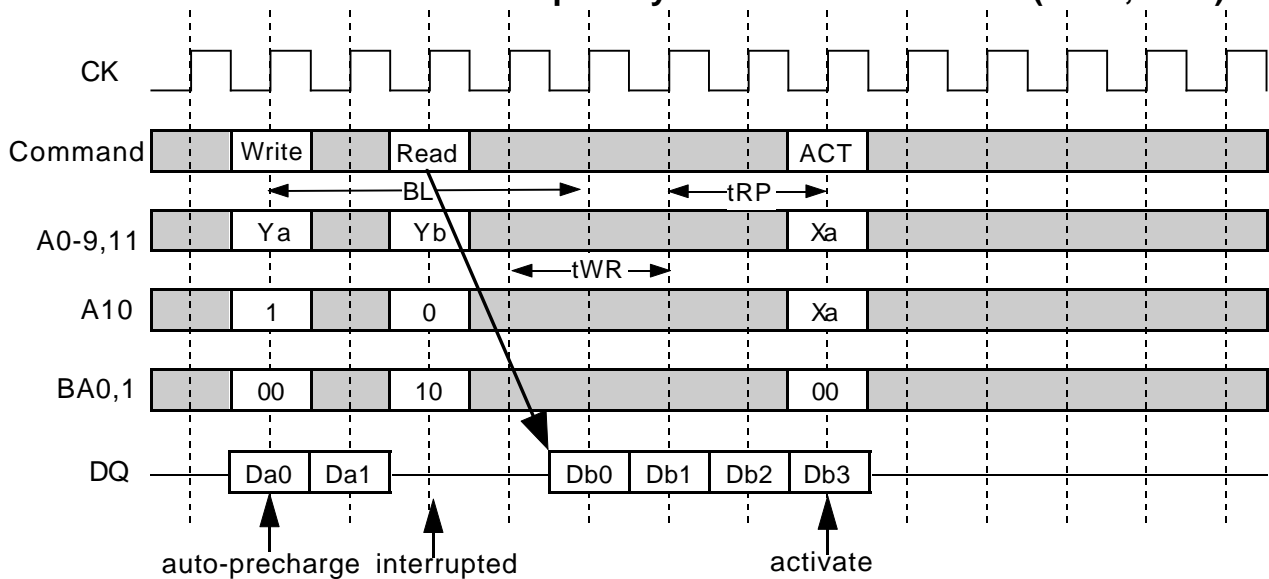 CK
Command Write Read ACT
BL tRP
A0-9,11 Ya Yb Xa
tWR
A10 1 0 Xa
BA0,1 00 10 00
DQ Da0 Da1 Db0 Db1 Db2 Db3
auto-precharge interrupted activate